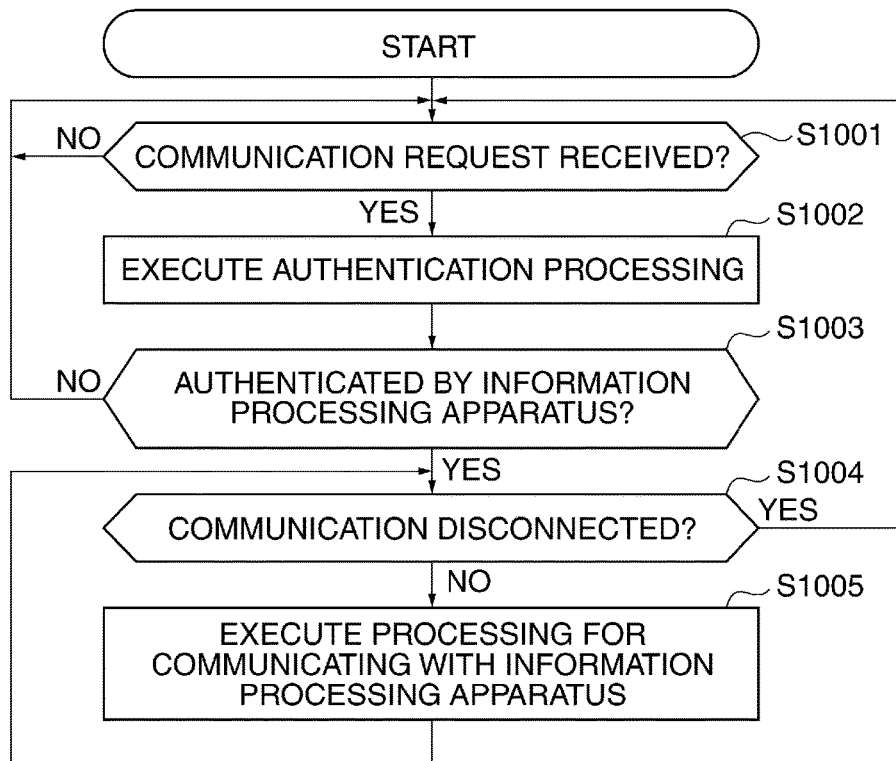 START
NO
COMMUNICATION REQUEST RECEIVED?
S1001
YES
S1002
EXECUTE AUTHENTICATION PROCESSING
S1003
NO
AUTHENTICATED BY INFORMATION
PROCESSING APPARATUS?
YES
S1004
COMMUNICATION DISCONNECTED?
YES
NO
S1005
EXECUTE PROCESSING FOR
COMMUNICATING WITH INFORMATION
PROCESSING APPARATUS